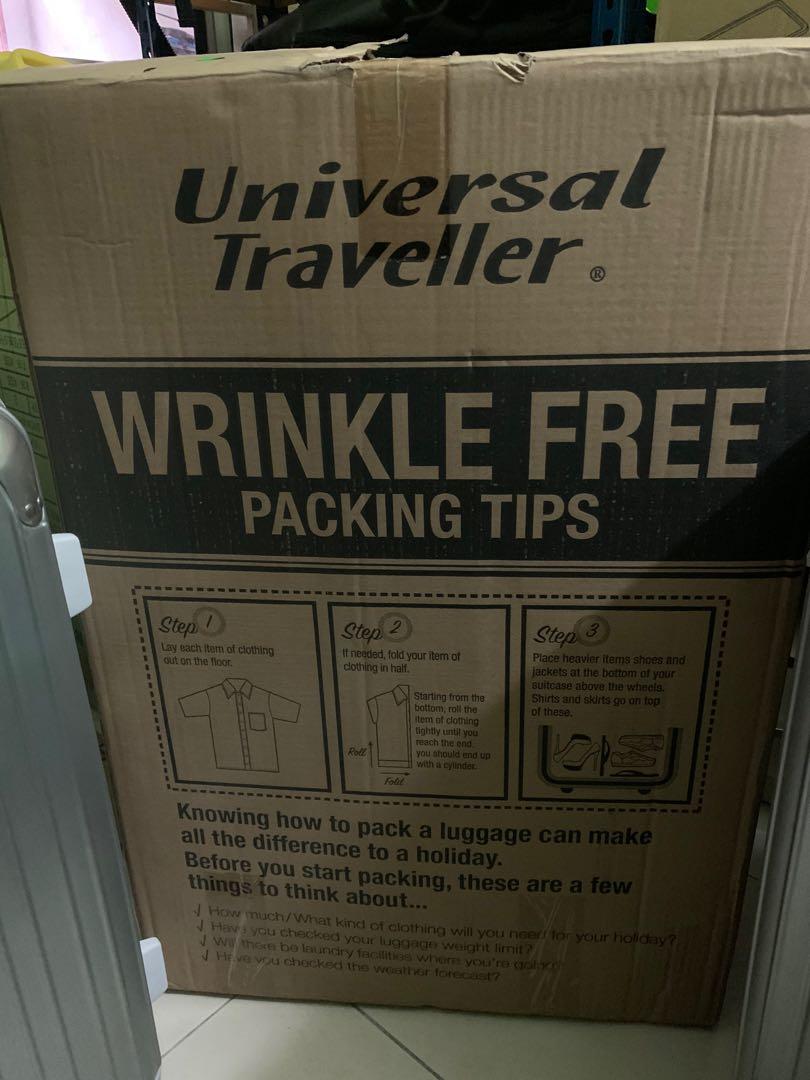 Universal
Traveller ®
WRINKLE FREE
PACKING TIPS
Step 1
Lay each item of clothing
out on the floor.
Step 2
If needed, fold your item of
clothing in half.
Starting from the
bottom, roll the
item of clothing
tightly until you
reach the end.
you should end up
with a cylinder.
Roll
Fold
Step 3
Place heavier items shoes and
jackets at the bottom of your
suitcase above the wheels.
Shirts and skirts go on top
of these.
Knowing how to pack a luggage can make
all the difference to a holiday.
Before you start packing, these are a few
things to think about...
√ How much/What kind of clothing will you need for your holiday?
√ Have you checked your luggage weight limit?
√ Will there be laundry facilities where you're going?
√ Have you checked the weather forecast?